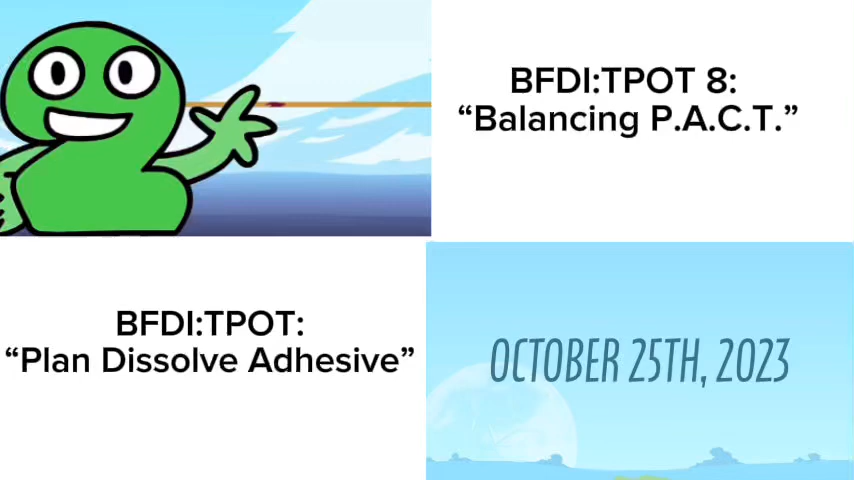 BFDI:TPOT 8:
“Balancing P.A.C.T.”
BFDI:TPOT:
“Plan Dissolve Adhesive”
OCTOBER 25TH, 2023